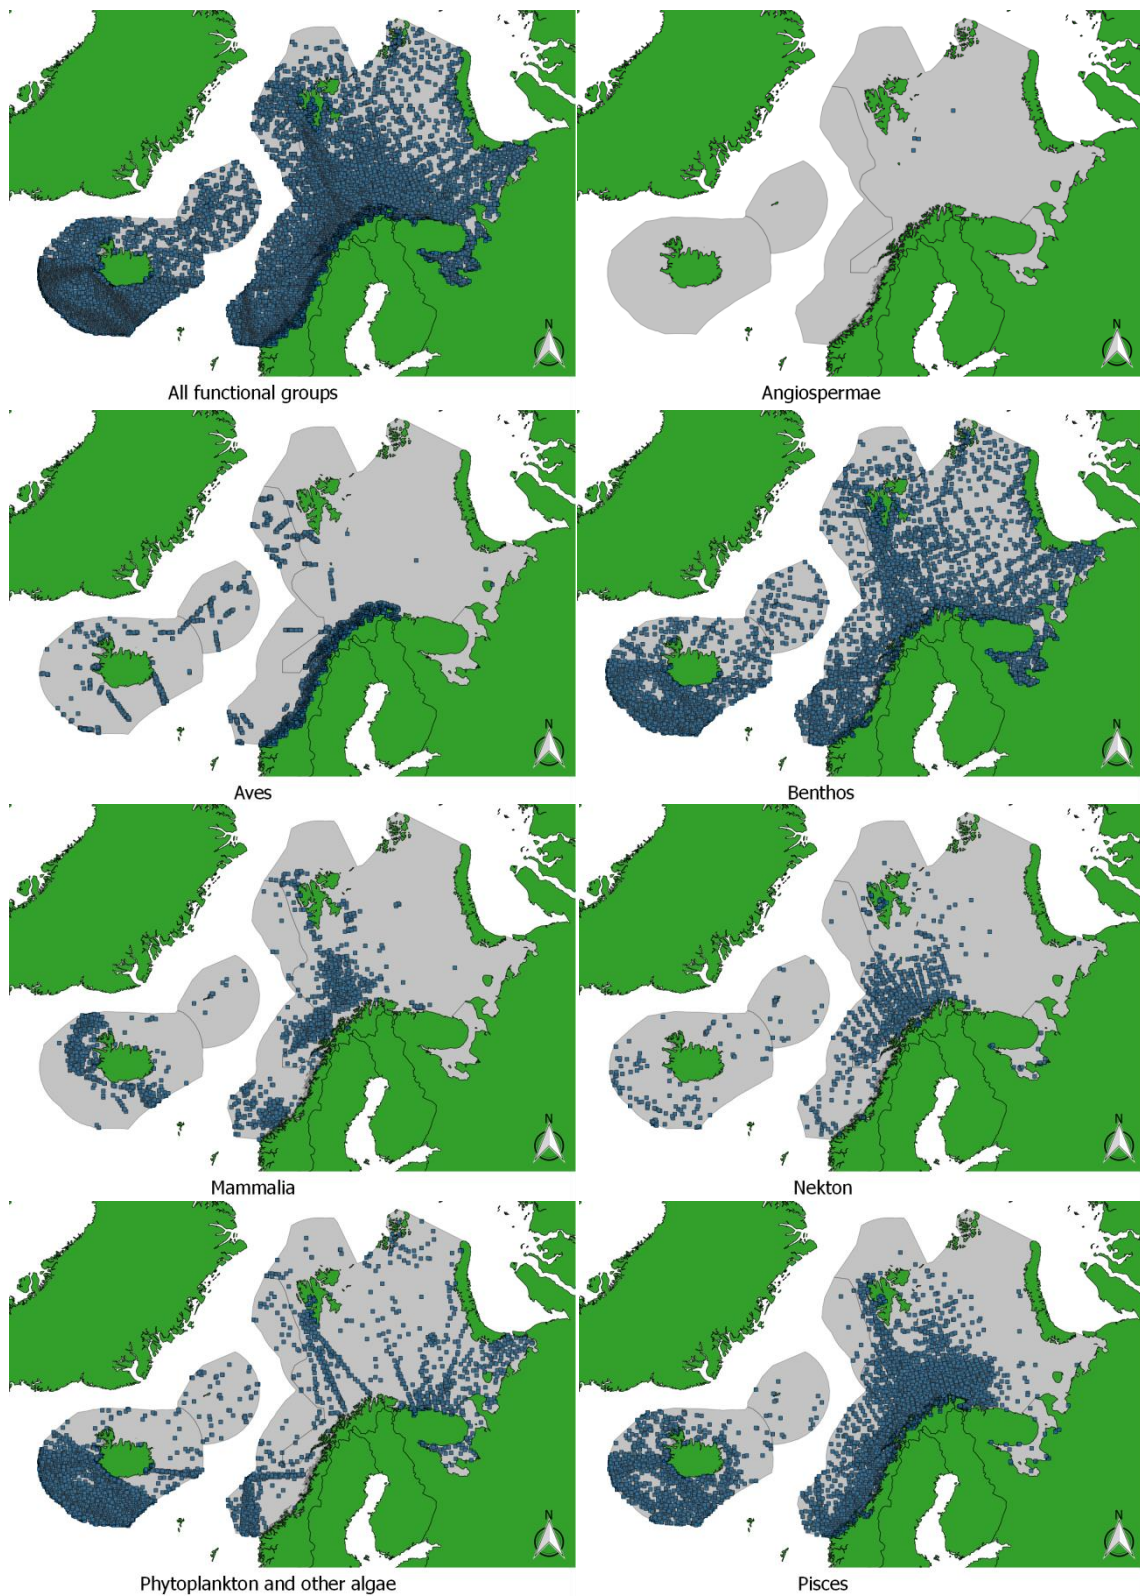 N
N
All functional groups
Angiospermae
N
N
Aves
Benthos
N
N
Mammalia
Nekton
N
N
Phytoplankton and other algae
Pisces